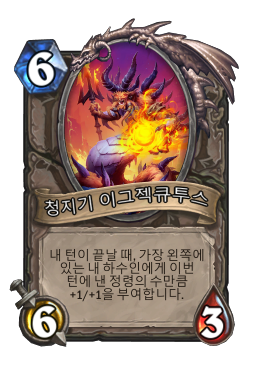 6
청지기 이그젝큐투스
내 턴이 끝날 때, 가장 왼쪽에
있는 내 하수인에게 이번
턴에 낸 정령의 수만큼
+1/+1을 부여합니다.
6
3